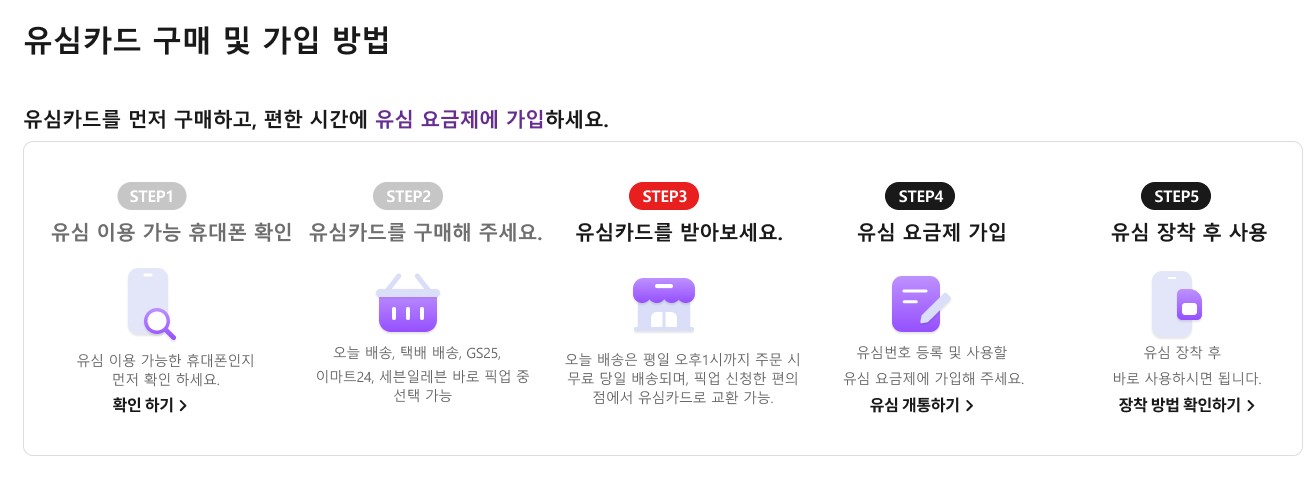 유심카드 구매 및 가입 방법
유심카드를 먼저 구매하고, 편한 시간에 유심 요금제에 가입하세요.
STEP1
유심 이용 가능 휴대폰 확인
유심 이용 가능한 휴대폰인지
먼저 확인 하세요.
확인 하기 >
STEP2
유심카드를 구매해 주세요.
오늘 배송, 택배 배송, GS25,
이마트24, 세븐일레븐 바로 픽업 중
선택 가능
STEP3
유심카드를 받아보세요.
오늘 배송은 평일 오후1시까지 주문 시
무료 당일 배송되며, 픽업 신청한 편의
점에서 유심카드로 교환 가능.
STEP4
유심 요금제 가입
유심번호 등록 및 사용할
유심 요금제에 가입해 주세요.
유심 개통하기 >
STEP5
유심 장착 후 사용
유심 장착 후
바로 사용하시면 됩니다.
장착 방법 확인하기 >